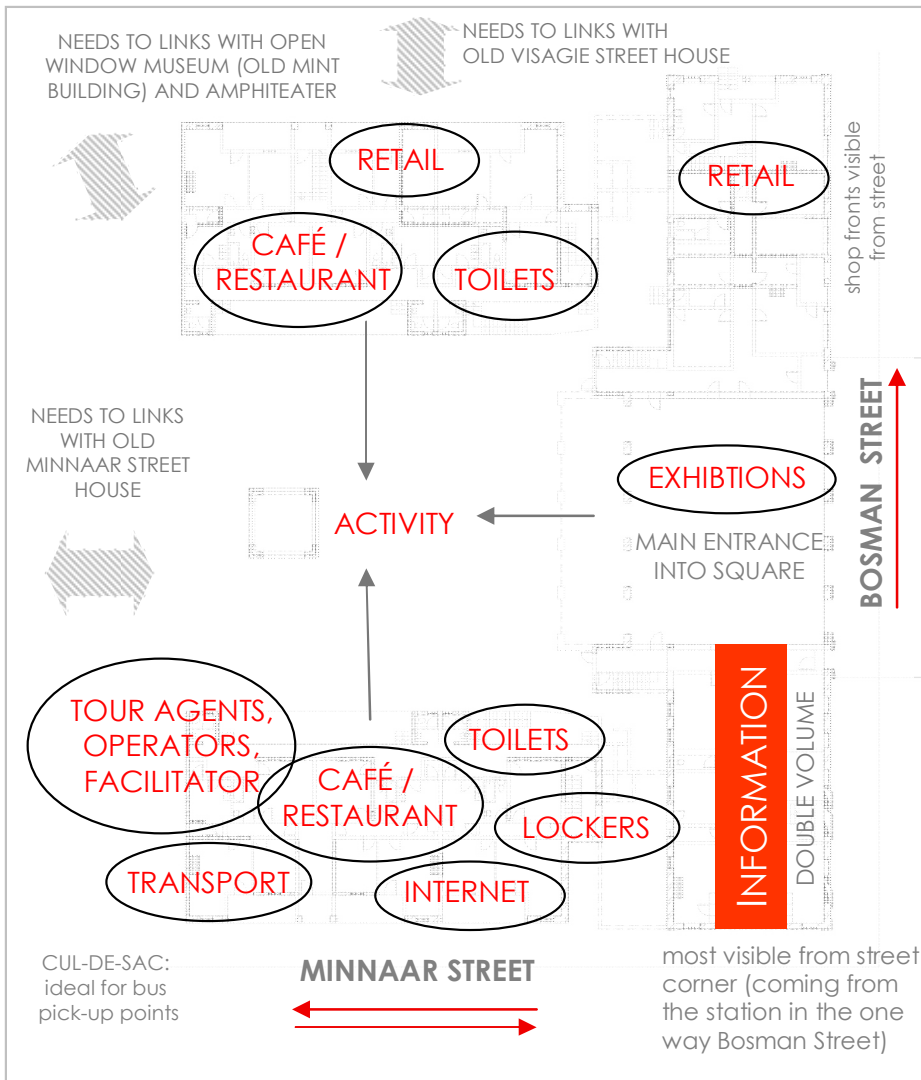 NEEDS TO LINKS WITH OPEN
WINDOW MUSEUM (OLD MINT
BUILDING) AND AMPHITEATER
NEEDS TO LINKS WITH
OLD VISAGIE STREET HOUSE
RETAIL
RETAIL
CAFÉ /
RESTAURANT
TOILETS
shop fronts visible
from street
NEEDS TO LINKS
WITH OLD
MINNAAR STREET
HOUSE
ACTIVITY
EXHIBTIONS
MAIN ENTRANCE
INTO SQUARE
BOSMAN STREET
TOUR AGENTS,
OPERATORS,
FACILITATOR
CAFÉ /
RESTAURANT
TOILETS
LOCKERS
TRANSPORT
INTERNET
INFORMATION
DOUBLE VOLUME
CUL-DE-SAC:
ideal for bus
pick-up points
MINNAAR STREET
most visible from street
corner (coming from
the station in the one
way Bosman Street)